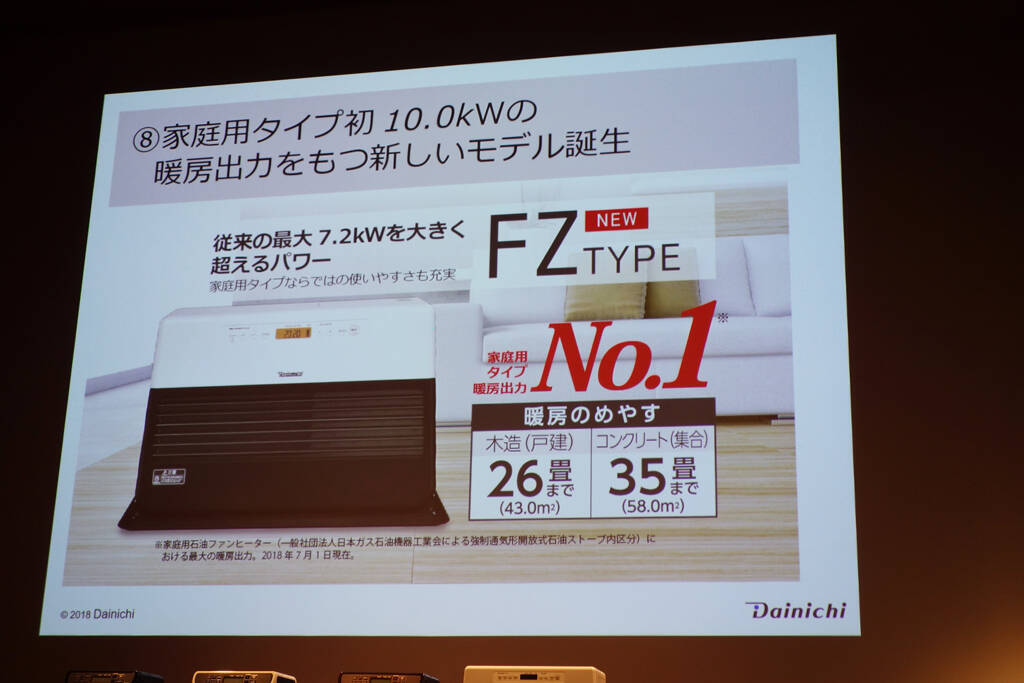 ⑧家庭用タイプ初 10.0kWの
暖房出力をもつ新しいモデル誕生
従来の最大 7.2kWを大きく
超えるパワー
家庭用タイプならではの使いやすさも充実
FZ NEW TYPE
家庭用
タイプ
暖房出力
No.1※
暖房のめやす
木造(戸建) コンクリート(集合)
26畳まで 35畳まで
(43.0m²) (58.0m²)
Dainichi
※家庭用石油ファンヒーター(一般社団法人日本ガス石油機器工業会による強制通気形開放式石油ストーブ内区分)に
おける最大の暖房出力。2018年7月1日現在。
© 2018 Dainichi
Dainichi